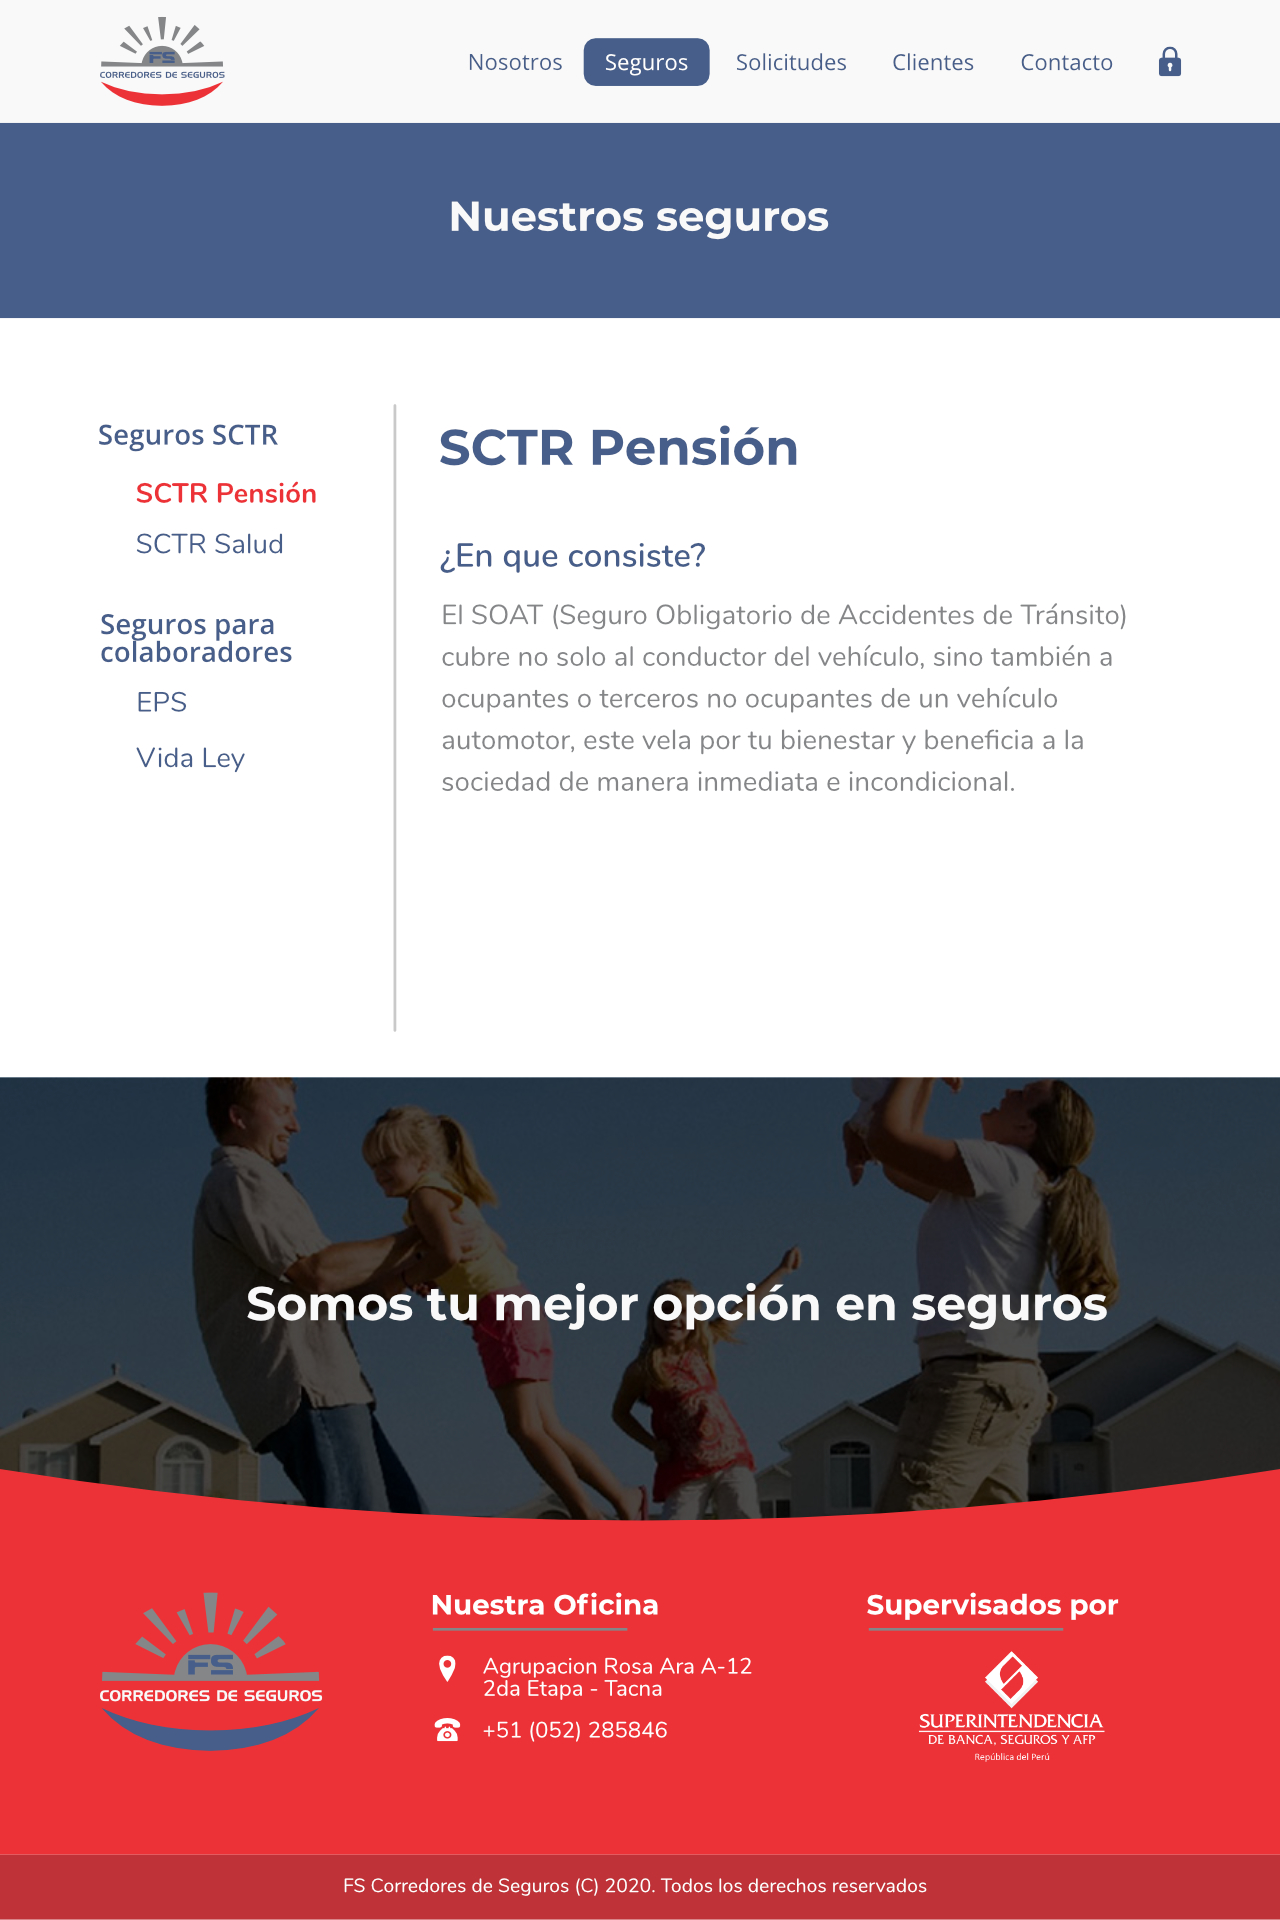 FS
CORREDORES DE SEGUROS
Nosotros
Seguros
Solicitudes
Clientes
Contacto
Nuestros seguros
Seguros SCTR
SCTR Pensión
SCTR Salud
Seguros para
colaboradores
EPS
Vida Ley
SCTR Pensión
¿En que consiste?
El SOAT (Seguro Obligatorio de Accidentes de Tránsito)
cubre no solo al conductor del vehículo, sino también a
ocupantes o terceros no ocupantes de un vehículo
automotor, este vela por tu bienestar y beneficia a la
sociedad de manera inmediata e incondicional.
Somos tu mejor opción en seguros
FS
CORREDORES DE SEGUROS
Nuestra Oficina
Agrupacion Rosa Ara A-12
2da Etapa - Tacna
+51 (052) 285846
Supervisados por
SUPERINTENDENCIA
DE BANCA, SEGUROS Y AFP
República del Perú
FS Corredores de Seguros (C) 2020. Todos los derechos reservados